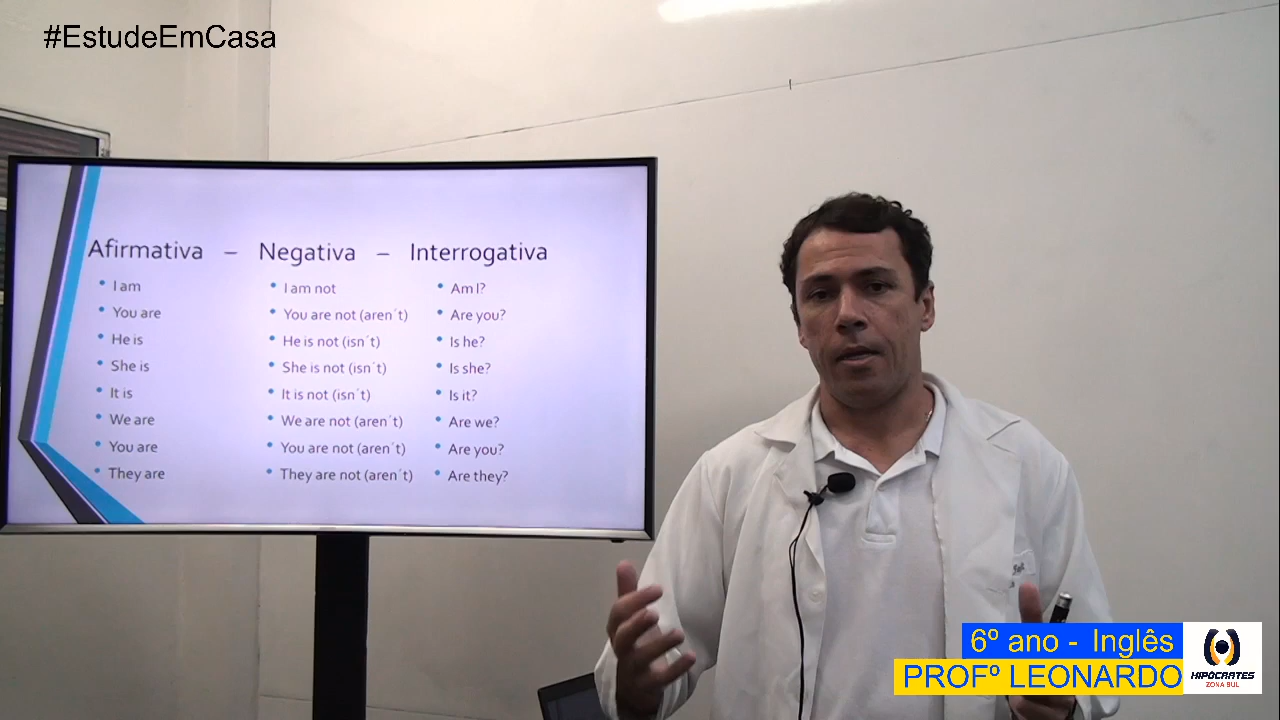 #EstudeEmCasa
Afirmativa – Negativa – Interrogativa
• I am
• You are
• He is
• She is
• It is
• We are
• You are
• They are
• I am not
• You are not (aren´t)
• He is not (isn´t)
• She is not (isn´t)
• It is not (isn´t)
• We are not (aren´t)
• You are not (aren´t)
• They are not (aren´t)
• Am I?
• Are you?
• Is he?
• Is she?
• Is it?
• Are we?
• Are you?
• Are they?
6º ano - Inglês
PROFº LEONARDO
HIPÓCRATES
ZONA SUL